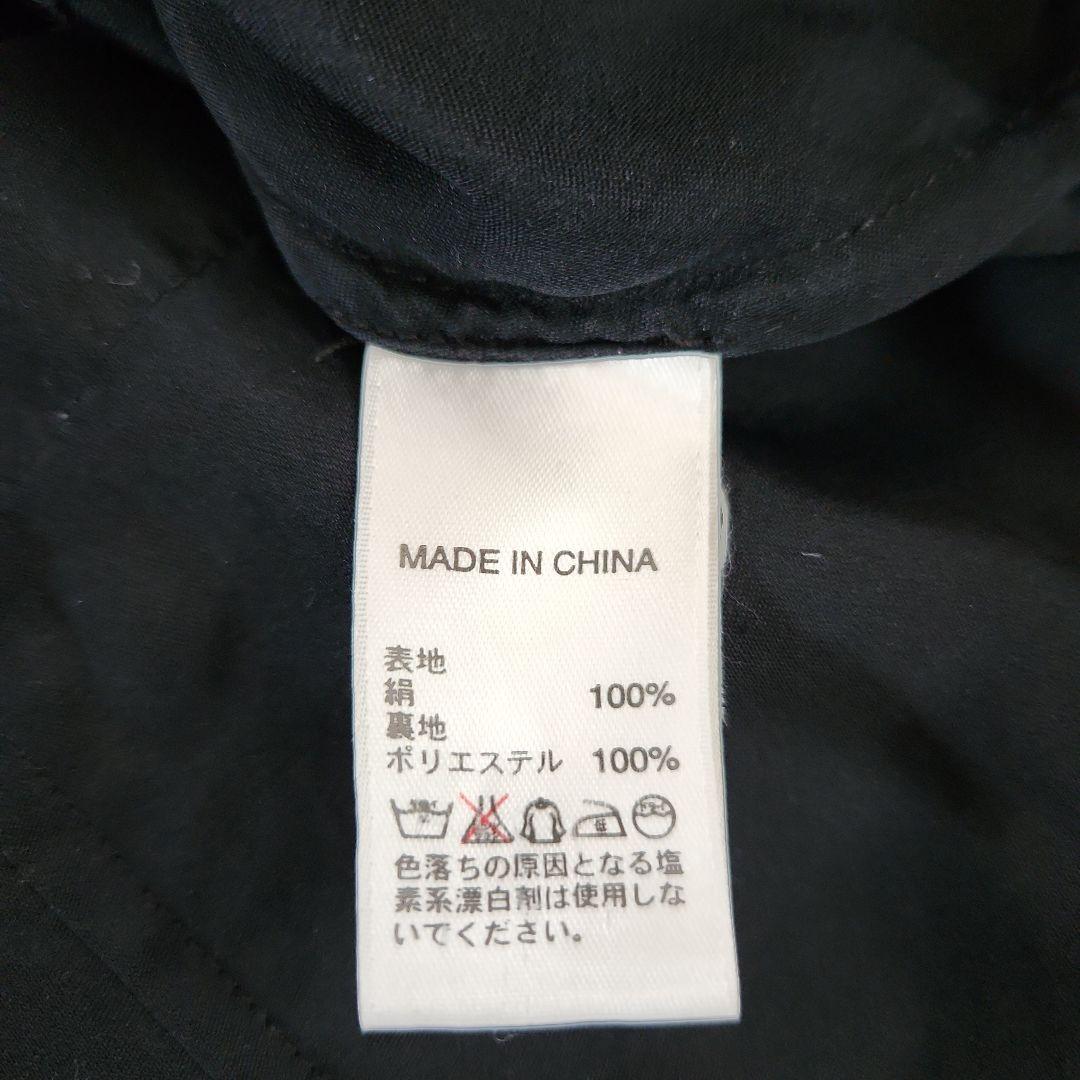 MADE IN CHINA
表地
絹 100%
裏地
ポリエステル 100%
色落ちの原因となる塩
素系漂白剤は使用しな
いでください。